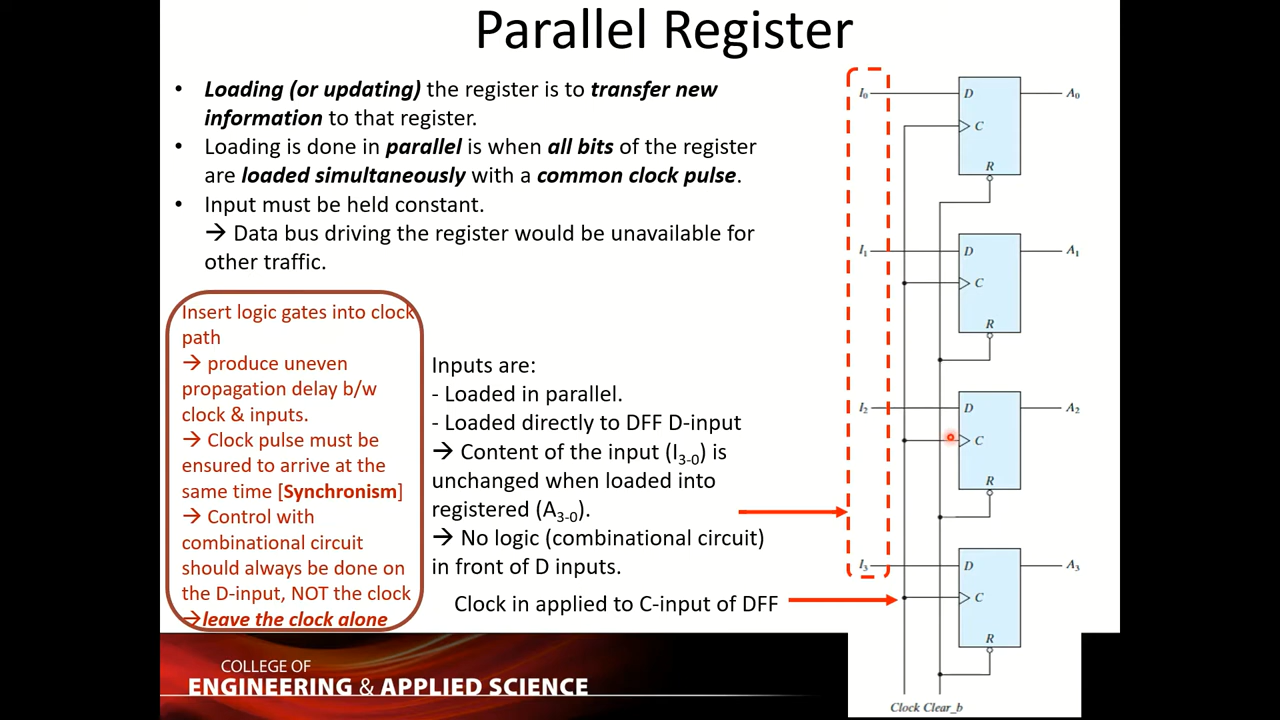 Parallel Register
• Loading (or updating) the register is to transfer new
information to that register.
• Loading is done in parallel is when all bits of the register
are loaded simultaneously with a common clock pulse.
• Input must be held constant.
→ Data bus driving the register would be unavailable for
other traffic.
Insert logic gates into clock
path
→ produce uneven
propagation delay b/w
clock & inputs.
→ Clock pulse must be
ensured to arrive at the
same time [Synchronism]
→ Control with
combinational circuit
should always be done on
the D-input, NOT the clock
→leave the clock alone
Inputs are:
- Loaded in parallel.
- Loaded directly to DFF D-input
→ Content of the input (I3-0) is
unchanged when loaded into
registered (A3-0).
→ No logic (combinational circuit)
in front of D inputs.
Clock in applied to C-input of DFF
I0 D A0
C
R
I1 D A1
C
R
I2 D A2
C
R
I3 D A3
C
R
Clock Clear_b
COLLEGE OF
ENGINEERING & APPLIED SCIENCE